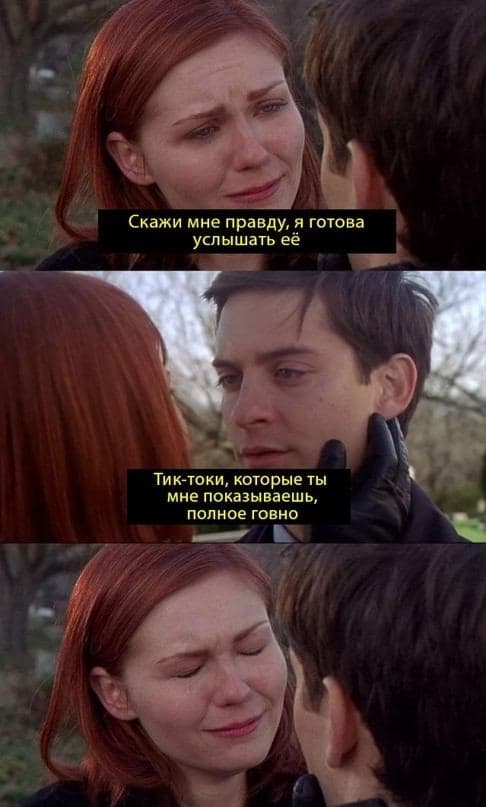 Скажи мне правду, я готова
услышать её
Тик-токи, которые ты
мне показываешь,
полное говно